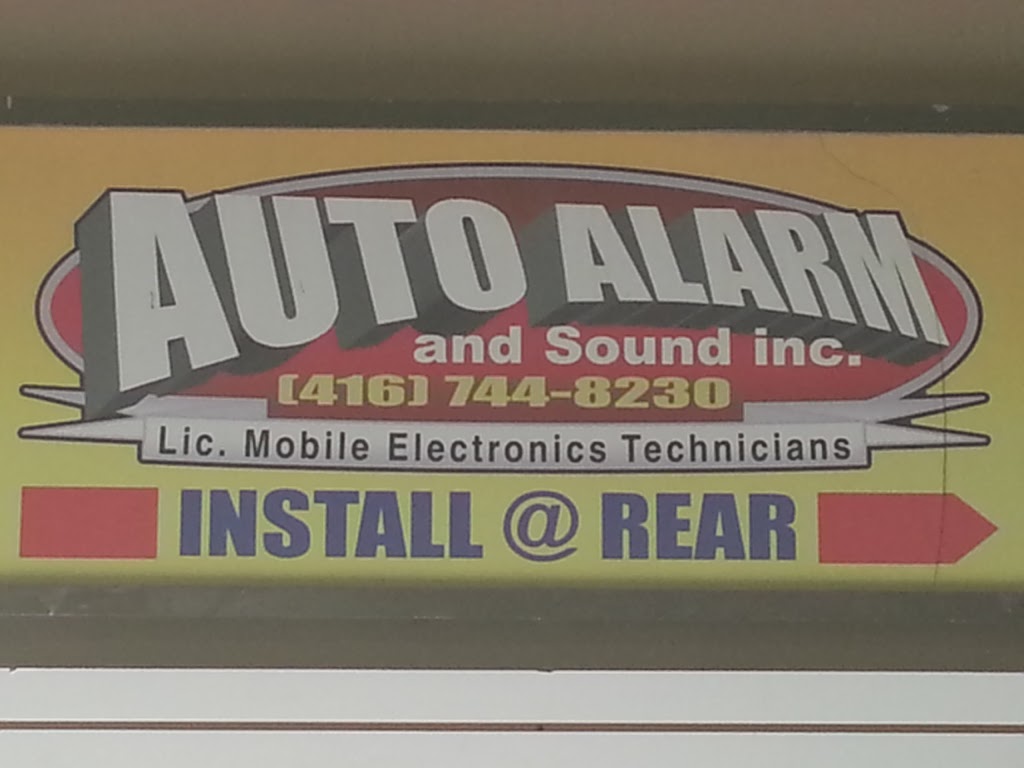 AUTO ALARM
and Sound inc.
(416) 744-8230
Lic. Mobile Electronics Technicians
INSTALL @ REAR